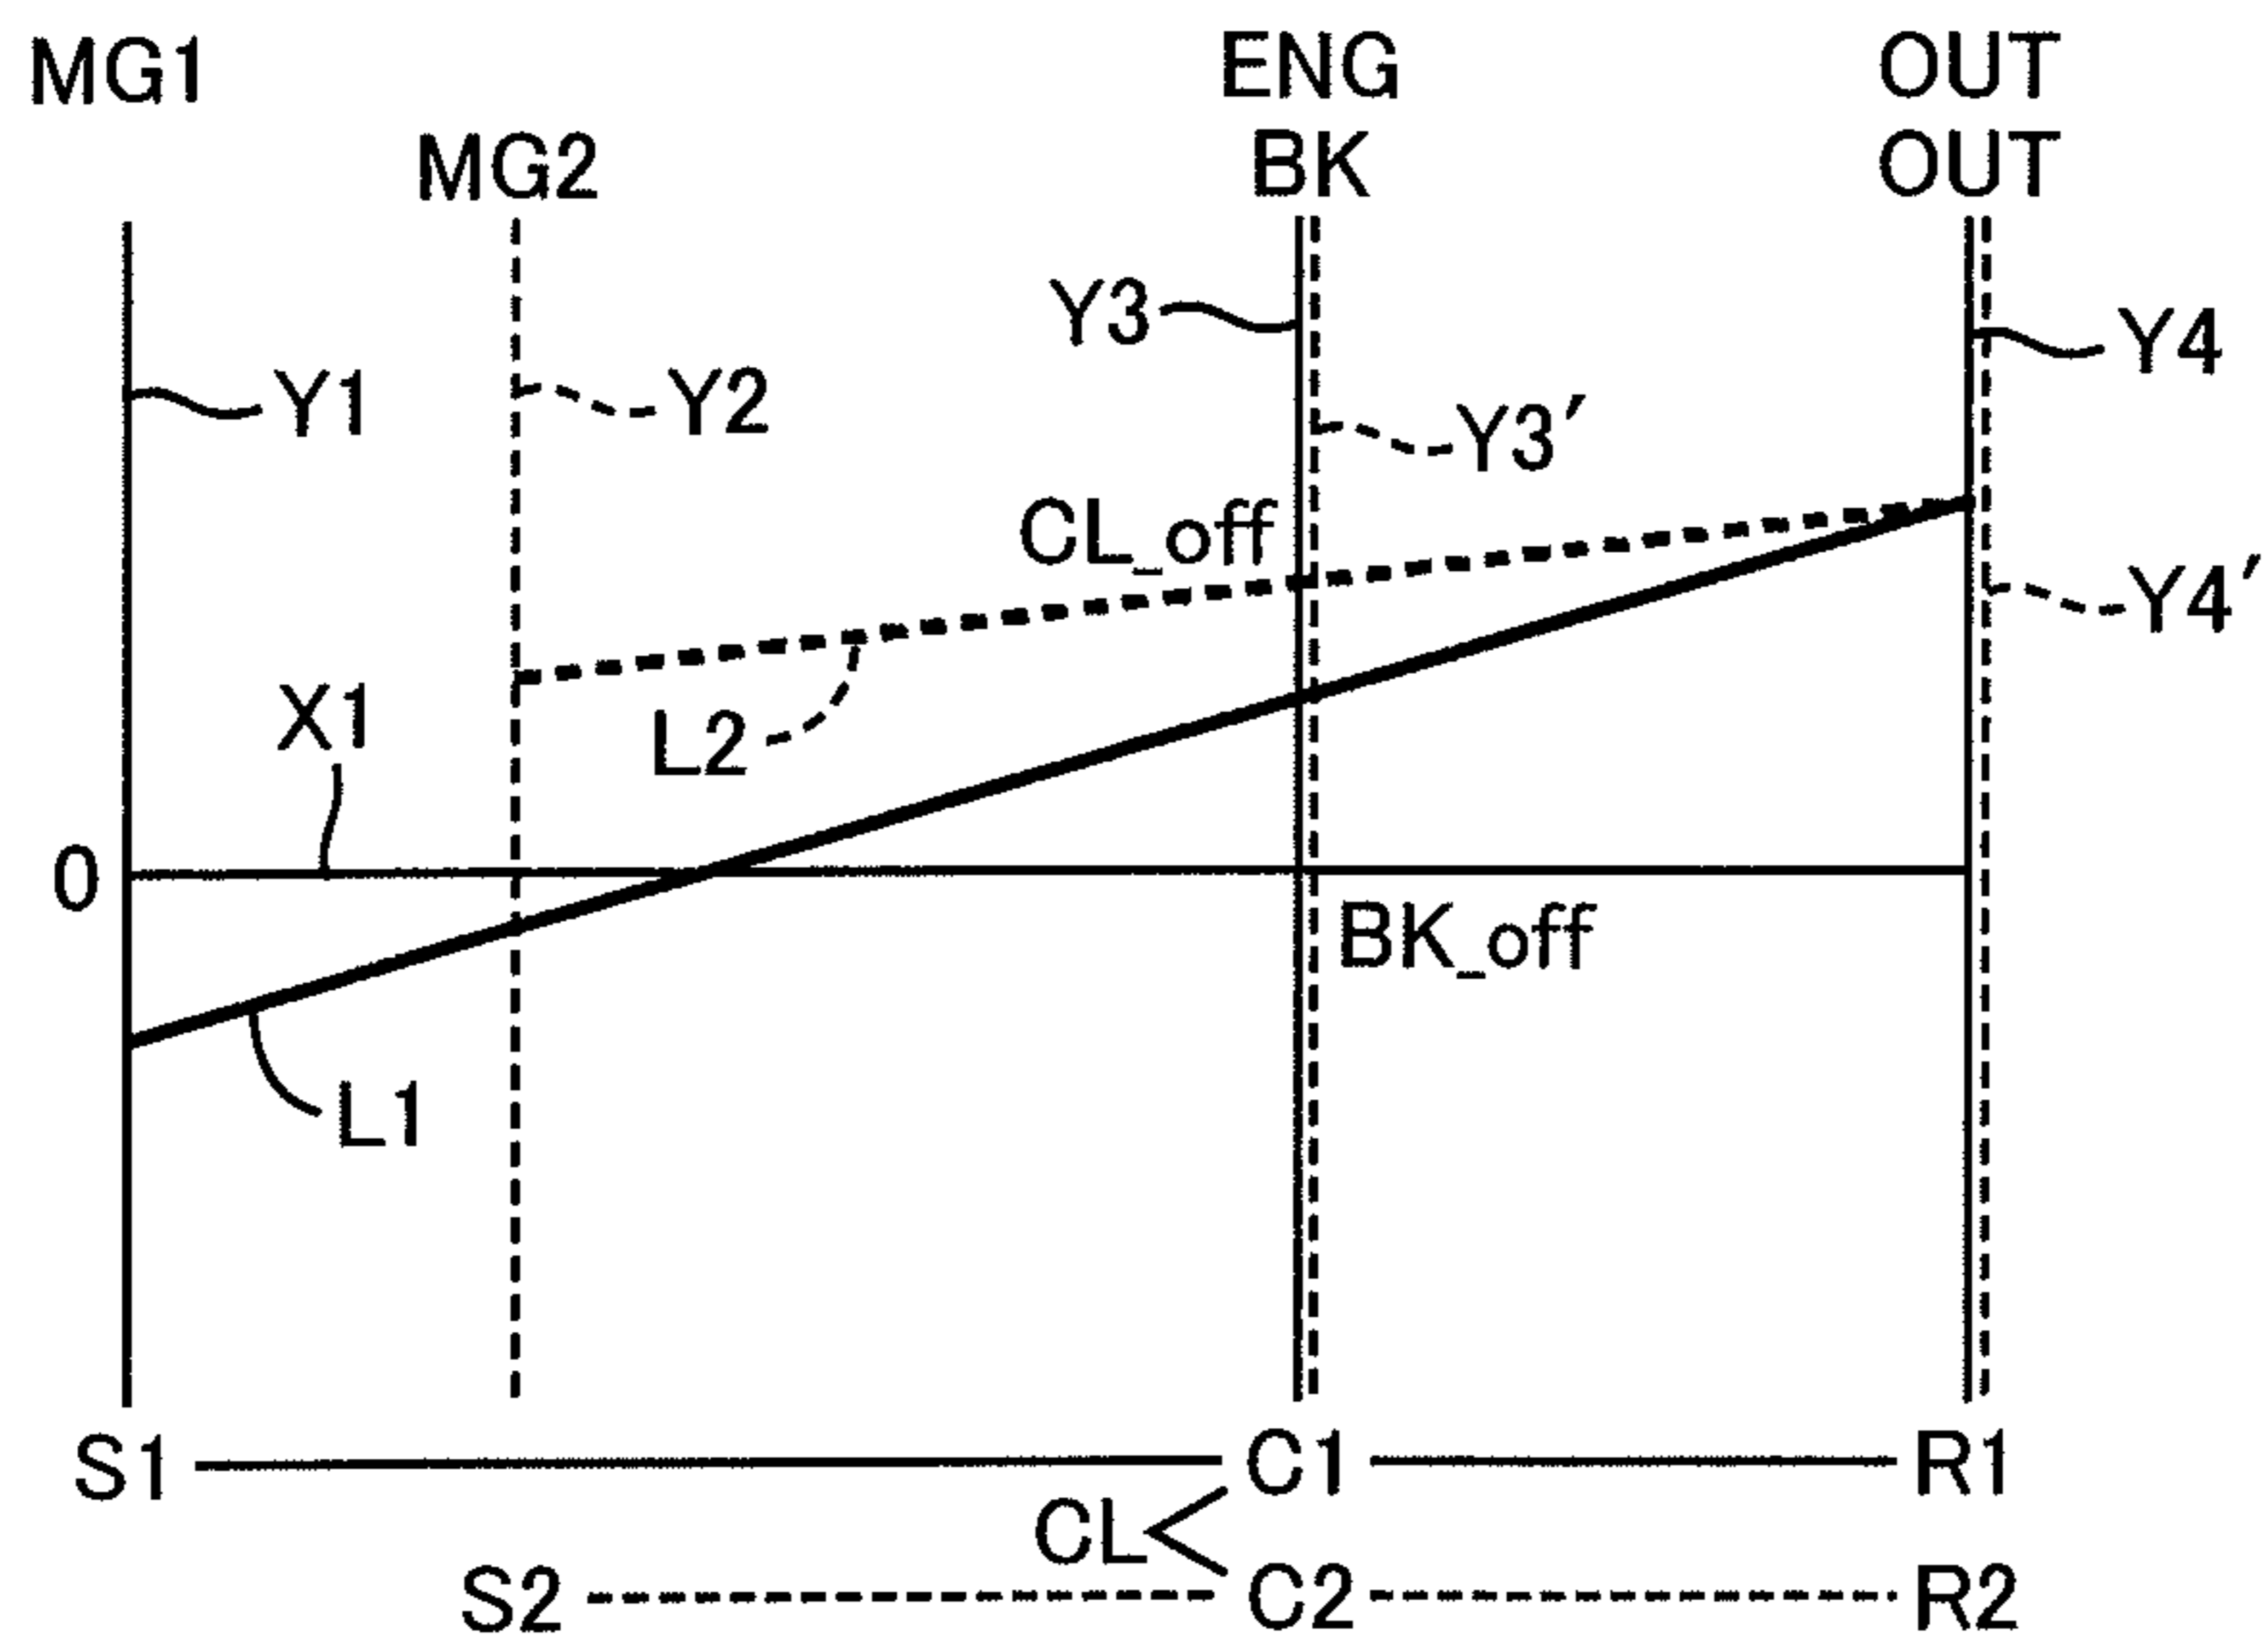 MG1
ENG
OUT
MG2
BK
OUT
Y3
Y4
Y1
Y2
Y3′
CL_off
Y4′
X1
L2
0
BK_off
L1
S1
C1
R1
CL
S2
C2
R2